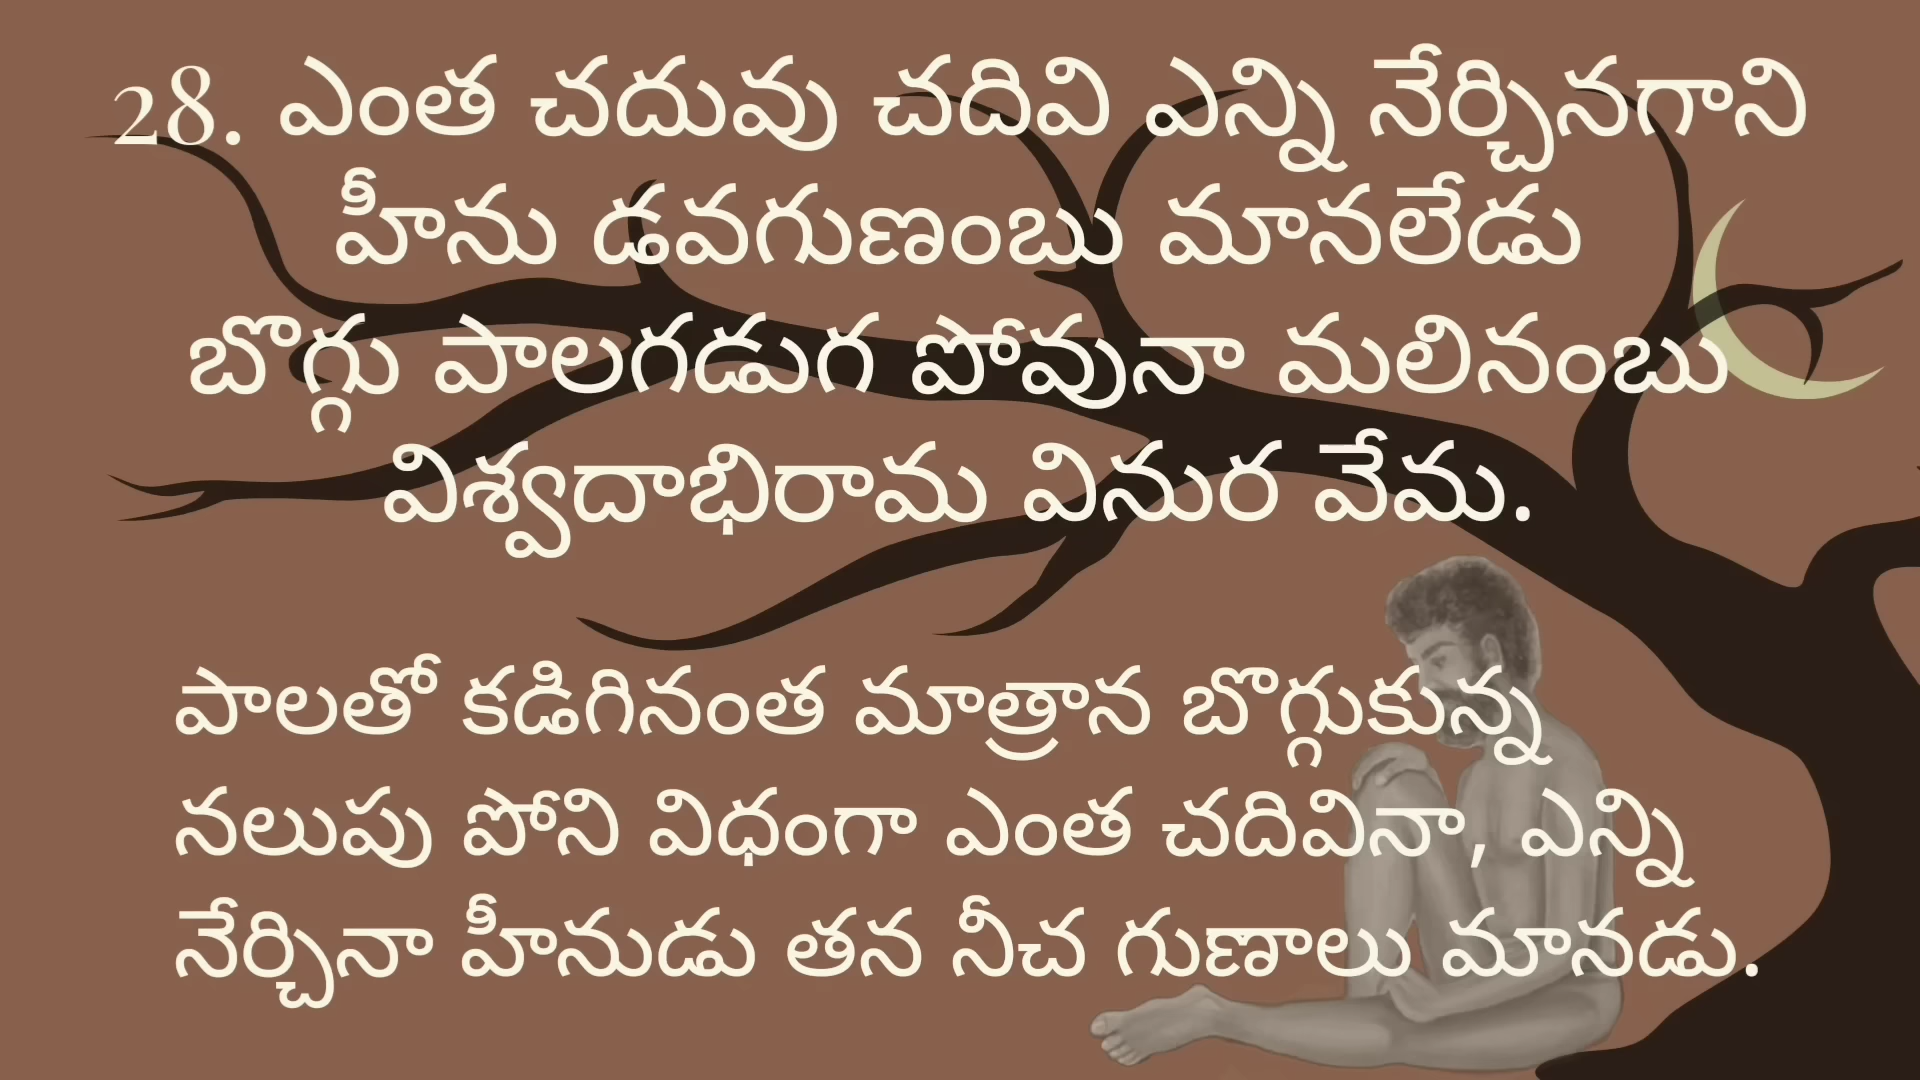 28. ఎంత చదువు చదివి ఎన్ని నేర్చినగాని
హీను డవగుణంబు మానలేడు
బొగ్గు పాలగడుగ పోవునా మలినంబు
విశ్వదాభిరామ వినుర వేమ.
పాలతో కడిగినంత మాత్రాన బొగ్గుకున్న
నలుపు పోని విధంగా ఎంత చదివినా, ఎన్ని
నేర్చినా హీనుడు తన నీచ గుణాలు మానడు.